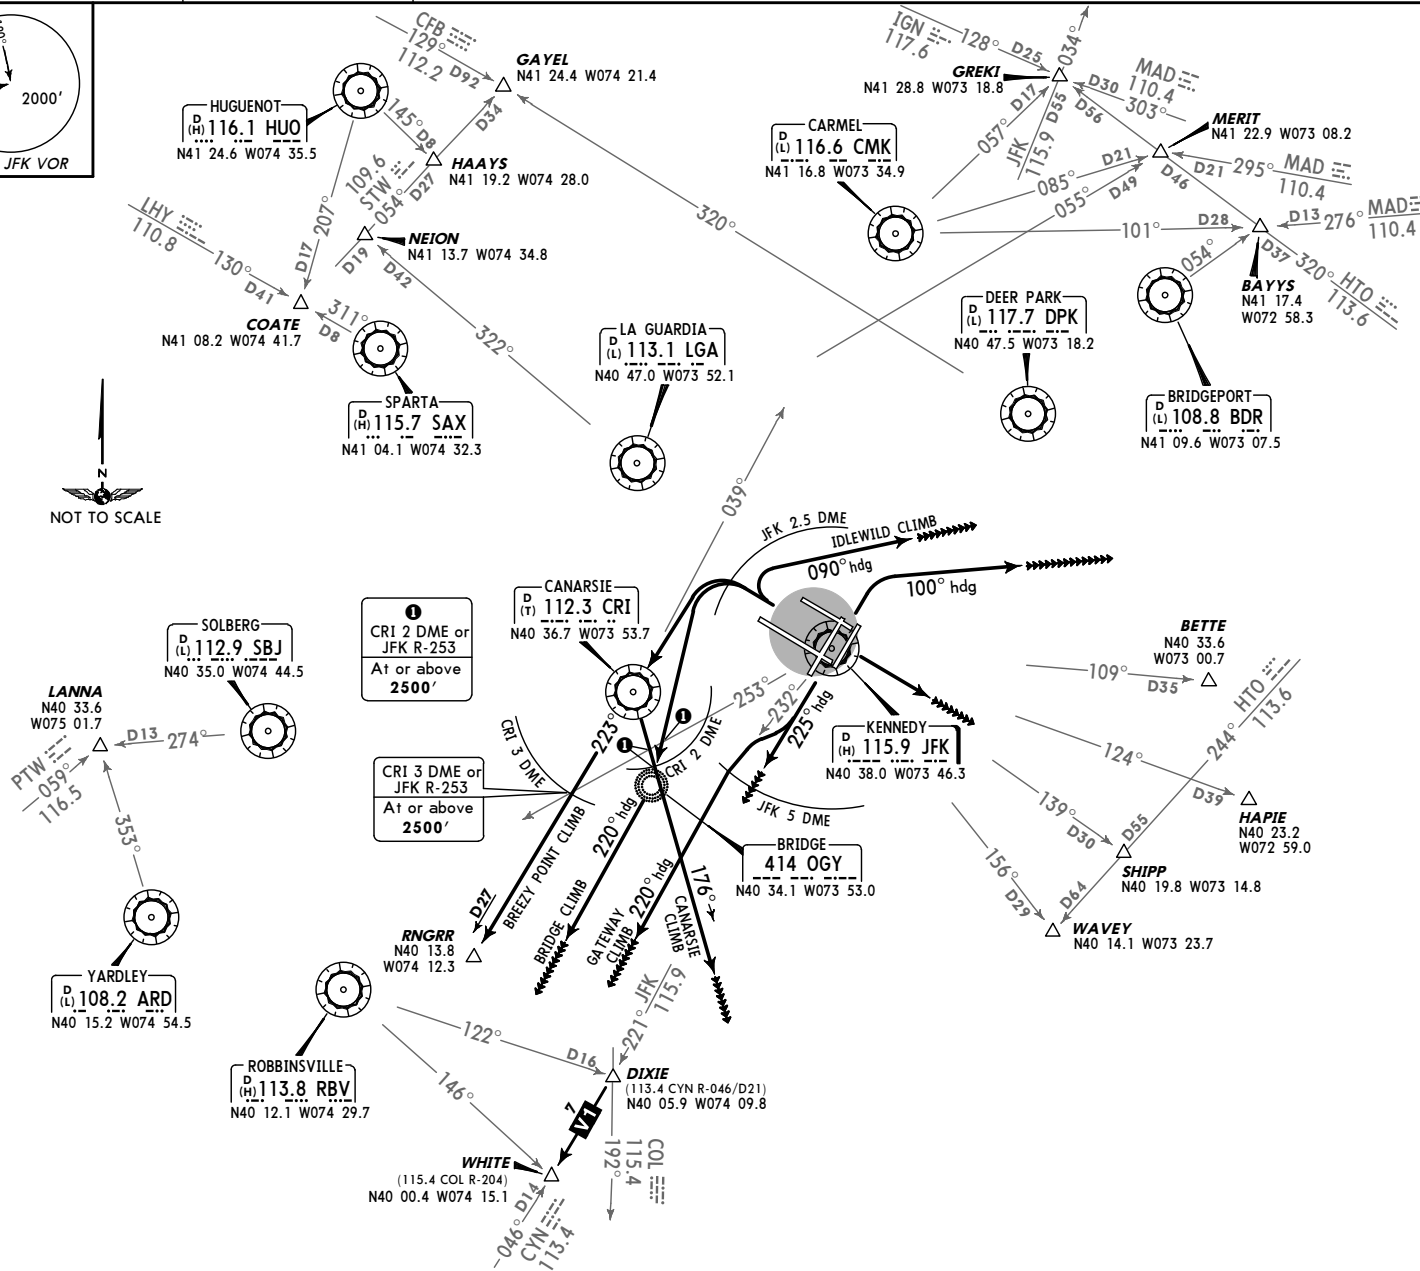 2000'
JFK VOR
CFB
129°
112.2
D92
GAYEL
N41 24.4 W074 21.4
HUGUENOT
D
(H) 116.1 HUO
N41 24.6 W074 35.5
145°
D8
D34
HAAYS
N41 19.2 W074 28.0
109.6
STW
054°
D27
207°
D17
LHY
110.8
130°
D41
NEION
N41 13.7 W074 34.8
D19
D42
COATE
N41 08.2 W074 41.7
311°
D8
322°
320°
SPARTA
D
(H) 115.7 SAX
N41 04.1 W074 32.3
LA GUARDIA
D
(L) 113.1 LGA
N40 47.0 W073 52.1
IGN
117.6
128°
D25
034°
GREKI
N41 28.8 W073 18.8
D17
057°
JFK
115.9
D55
D30
MAD
110.4
303°
D56
MERIT
N41 22.9 W073 08.2
CARMEL
D
(L) 116.6 CMK
N41 16.8 W073 34.9
085°
D21
055°
D49
D46
D21
295°
MAD
110.4
101°
D28
D13
276°
MAD
110.4
054°
D37
320°
HTO
113.6
BAYYS
N41 17.4
W072 58.3
DEER PARK
D
(L) 117.7 DPK
N40 47.5 W073 18.2
BRIDGEPORT
D
(L) 108.8 BDR
N41 09.6 W073 07.5
N
NOT TO SCALE
039°
JFK 2.5 DME
IDLEWILD CLIMB
090° hdg
100° hdg
CANARSIE
D
(T) 112.3 CRI
N40 36.7 W073 53.7
1
CRI 2 DME or
JFK R-253
At or above
2500'
SOLBERG
D
(L) 112.9 SBJ
N40 35.0 W074 44.5
LANNA
N40 33.6
W075 01.7
D13
274°
PTW
059°
116.5
353°
BETTE
N40 33.6
W073 00.7
109°
D35
253°
232°
225° hdg
KENNEDY
D
(H) 115.9 JFK
N40 38.0 W073 46.3
244°
HTO
113.6
124°
D39
HAPIE
N40 23.2
W072 59.0
139°
D30
D55
SHIPP
N40 19.8 W073 14.8
156°
D29
D64
WAVEY
N40 14.1 W073 23.7
CRI 3 DME
223°
1
1
CRI 2 DME
CRI 3 DME or
JFK R-253
At or above
2500'
JFK 5 DME
BRIDGE
414 OGY
N40 34.1 W073 53.0
BREEZY POINT CLIMB
220° hdg
BRIDGE CLIMB
220° hdg
GATEWAY
CLIMB
176°
CANARSIE
CLIMB
D27
RNGRR
N40 13.8
W074 12.3
YARDLEY
D
(L) 108.2 ARD
N40 15.2 W074 54.5
ROBBINSVILLE
D
(H) 113.8 RBV
N40 12.1 W074 29.7
122°
D16
146°
221°
JFK
115.9
DIXIE
(113.4 CYN R-046/D21)
N40 05.9 W074 09.8
7
V1
192°
115.4
COL
WHITE
(115.4 COL R-204)
N40 00.4 W074 15.1
046°
D14
CYN
113.4